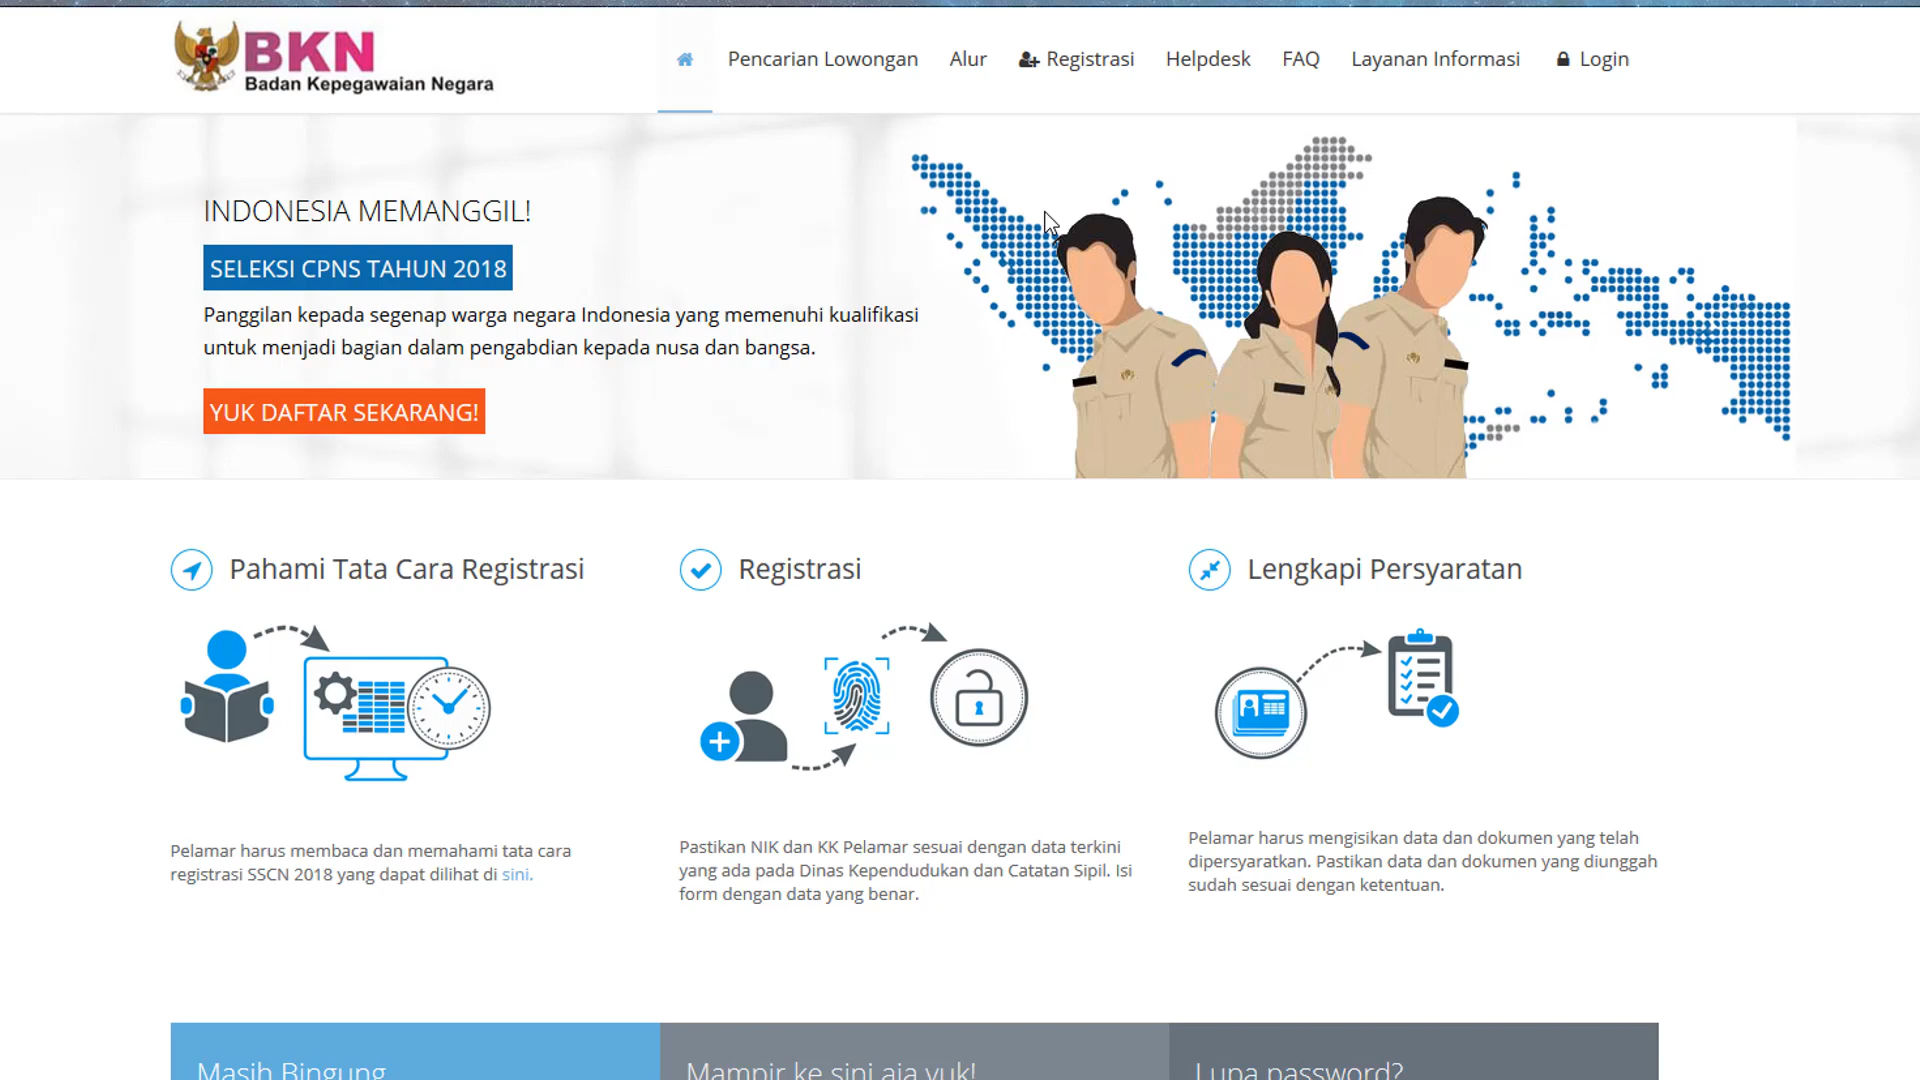 BKN
Badan Kepegawaian Negara
Pencarian Lowongan
Alur
Registrasi
Helpdesk
FAQ
Layanan Informasi
Login
INDONESIA MEMANGGIL!
SELEKSI CPNS TAHUN 2018
Panggilan kepada segenap warga negara Indonesia yang memenuhi kualifikasi
untuk menjadi bagian dalam pengabdian kepada nusa dan bangsa.
YUK DAFTAR SEKARANG!
Pahami Tata Cara Registrasi
Pelamar harus membaca dan memahami tata cara
registrasi SSCN 2018 yang dapat dilihat di sini.
Registrasi
Pastikan NIK dan KK Pelamar sesuai dengan data terkini
yang ada pada Dinas Kependudukan dan Catatan Sipil. Isi
form dengan data yang benar.
Lengkapi Persyaratan
Pelamar harus mengisikan data dan dokumen yang telah
dipersyaratkan. Pastikan data dan dokumen yang diunggah
sudah sesuai dengan ketentuan.
Masih Bingung
Mampir ke sini aja yuk!
Lupa password?